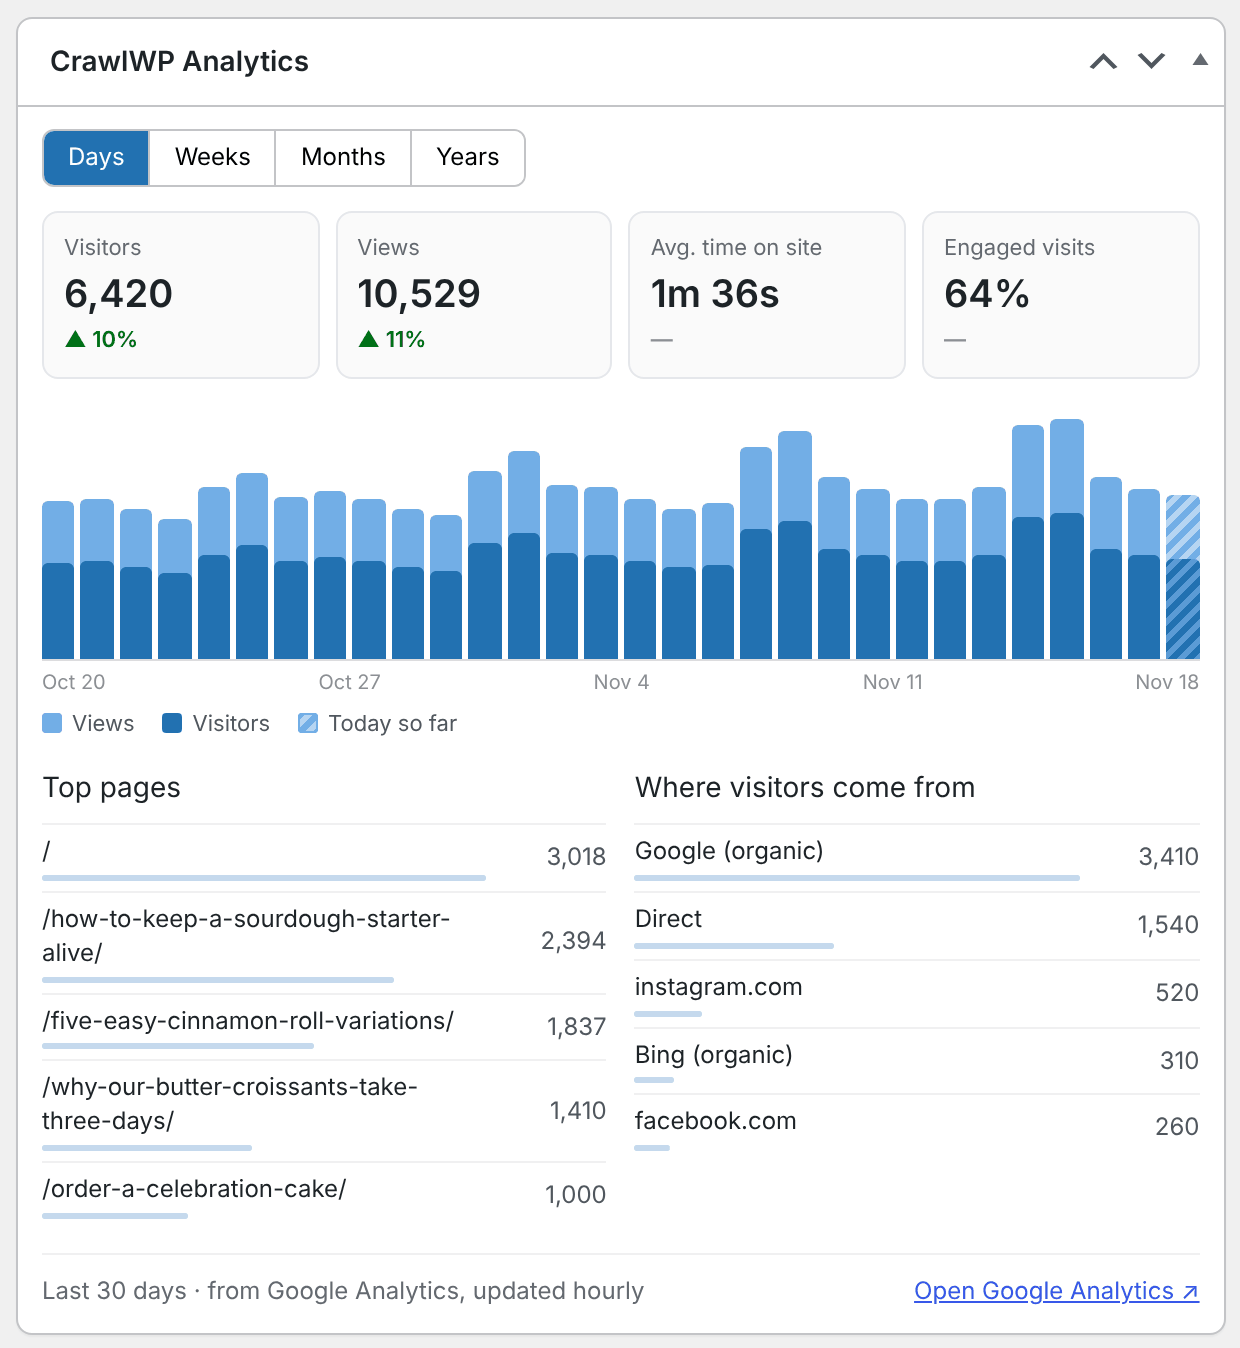 CrawlWP Analytics
Days
Weeks
Months
Years
Visitors
6,420
▲ 10%
Views
10,529
▲ 11%
Avg. time on site
1m 36s
—
Engaged visits
64%
—
Oct 20
Oct 27
Nov 4
Nov 11
Nov 18
Views
Visitors
Today so far
Top pages
/
3,018
/how-to-keep-a-sourdough-starter-
alive/
2,394
/five-easy-cinnamon-roll-variations/
1,837
/why-our-butter-croissants-take-
three-days/
1,410
/order-a-celebration-cake/
1,000
Where visitors come from
Google (organic)
3,410
Direct
1,540
instagram.com
520
Bing (organic)
310
facebook.com
260
Last 30 days · from Google Analytics, updated hourly
Open Google Analytics ↗